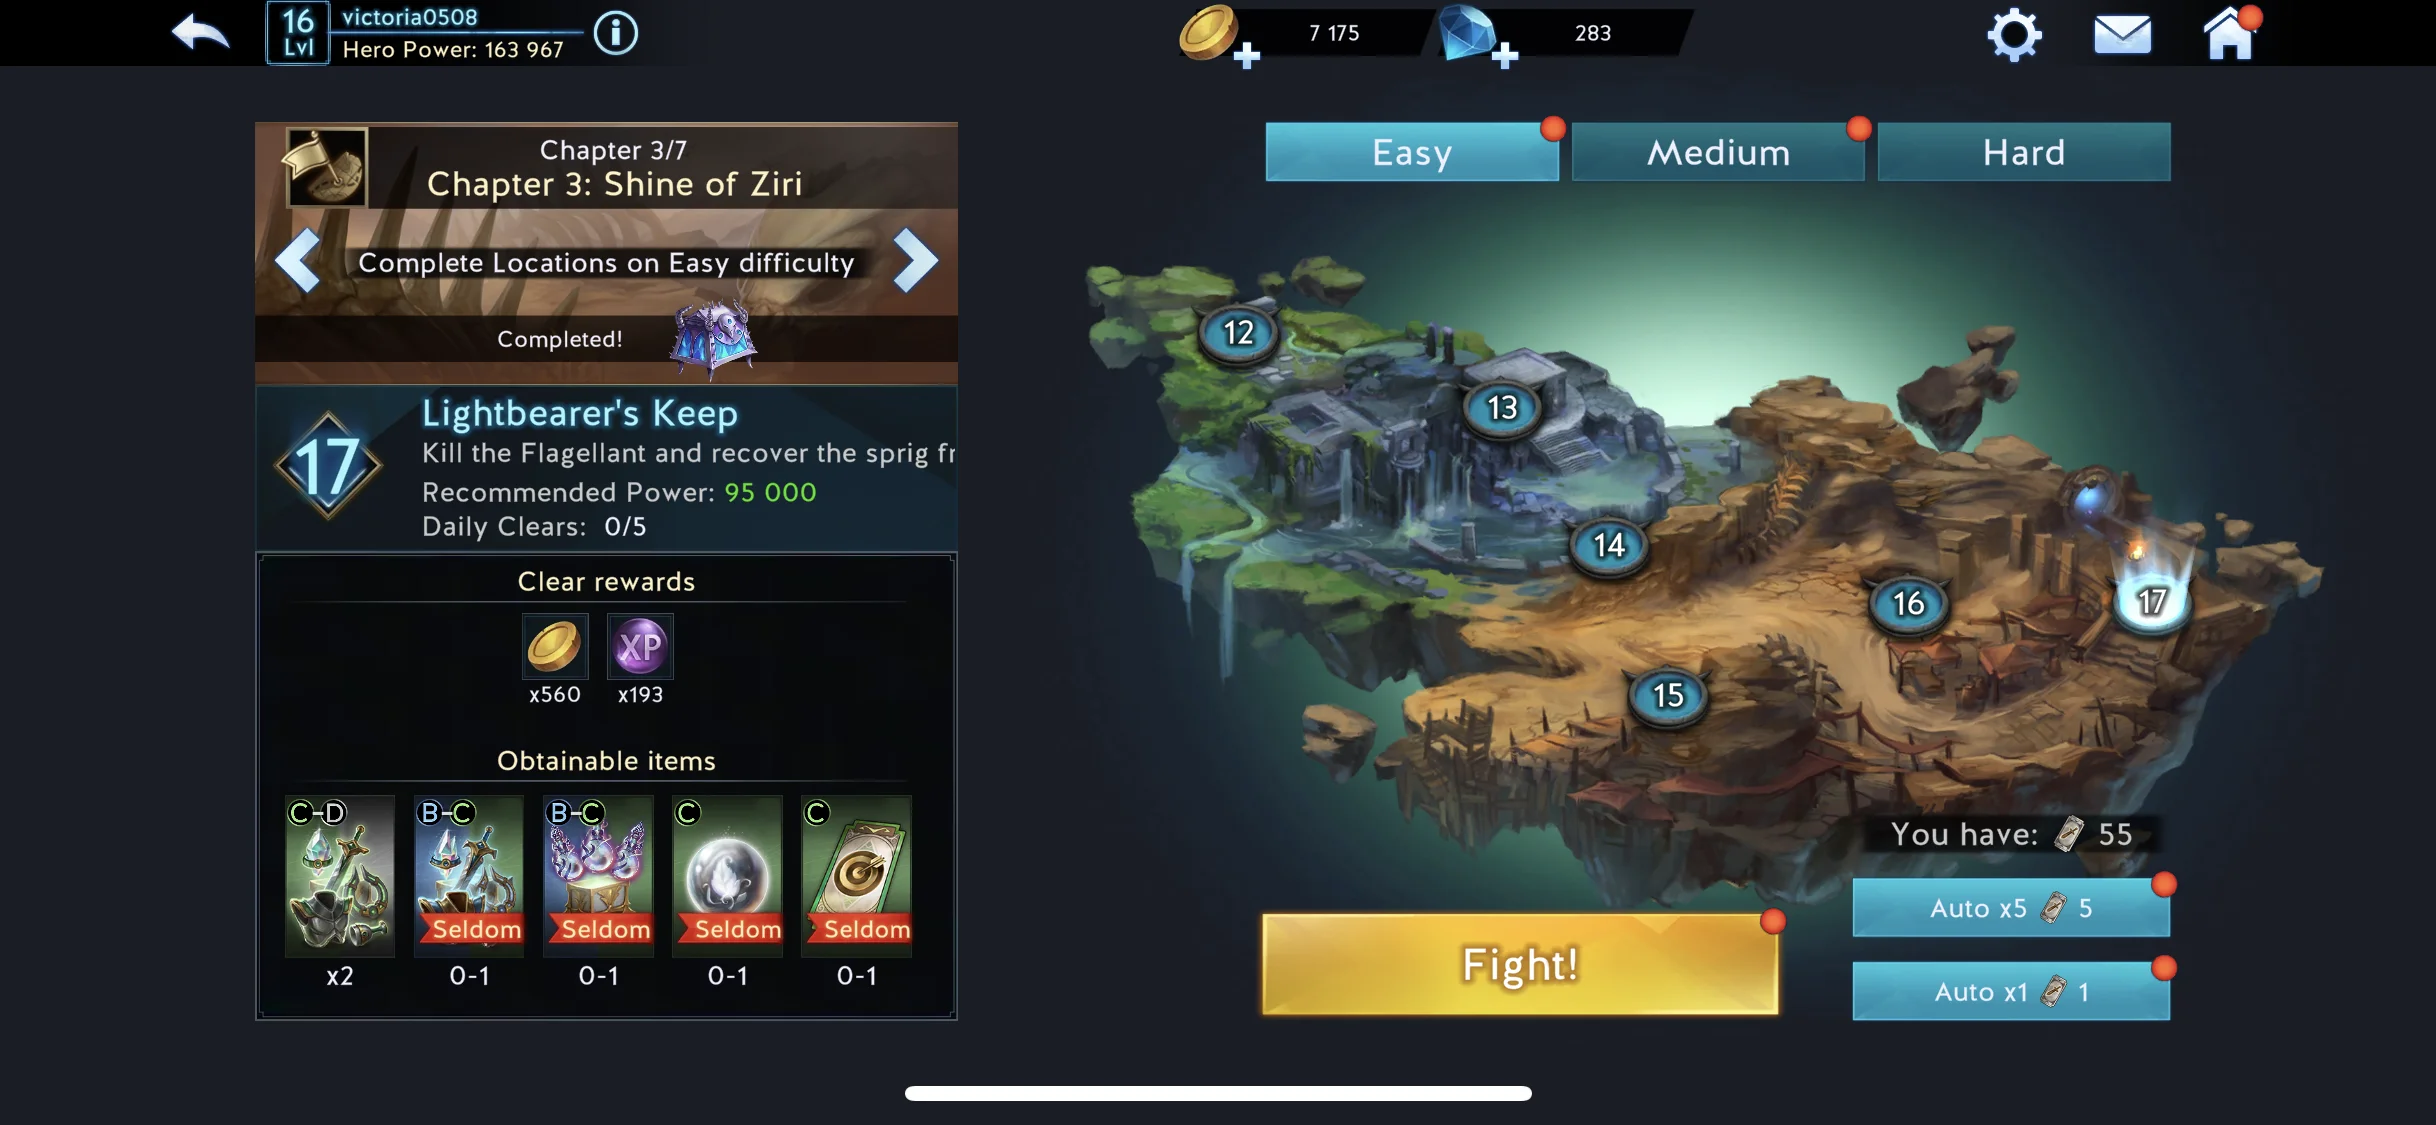 16
Lvl
victoria0508
Hero Power: 163 967
7 175
283
Chapter 3/7
Chapter 3: Shine of Ziri
Complete Locations on Easy difficulty
Completed!
17
Lightbearer's Keep
Kill the Flagellant and recover the sprig fr
Recommended Power: 95 000
Daily Clears: 0/5
Clear rewards
XP
x560
x193
Obtainable items
C-D
B-C
B-C
C
C
Seldom
Seldom
Seldom
Seldom
x2
0-1
0-1
0-1
0-1
Easy
Medium
Hard
12
13
14
16
17
15
You have: 55
Fight!
Auto x5 5
Auto x1 1